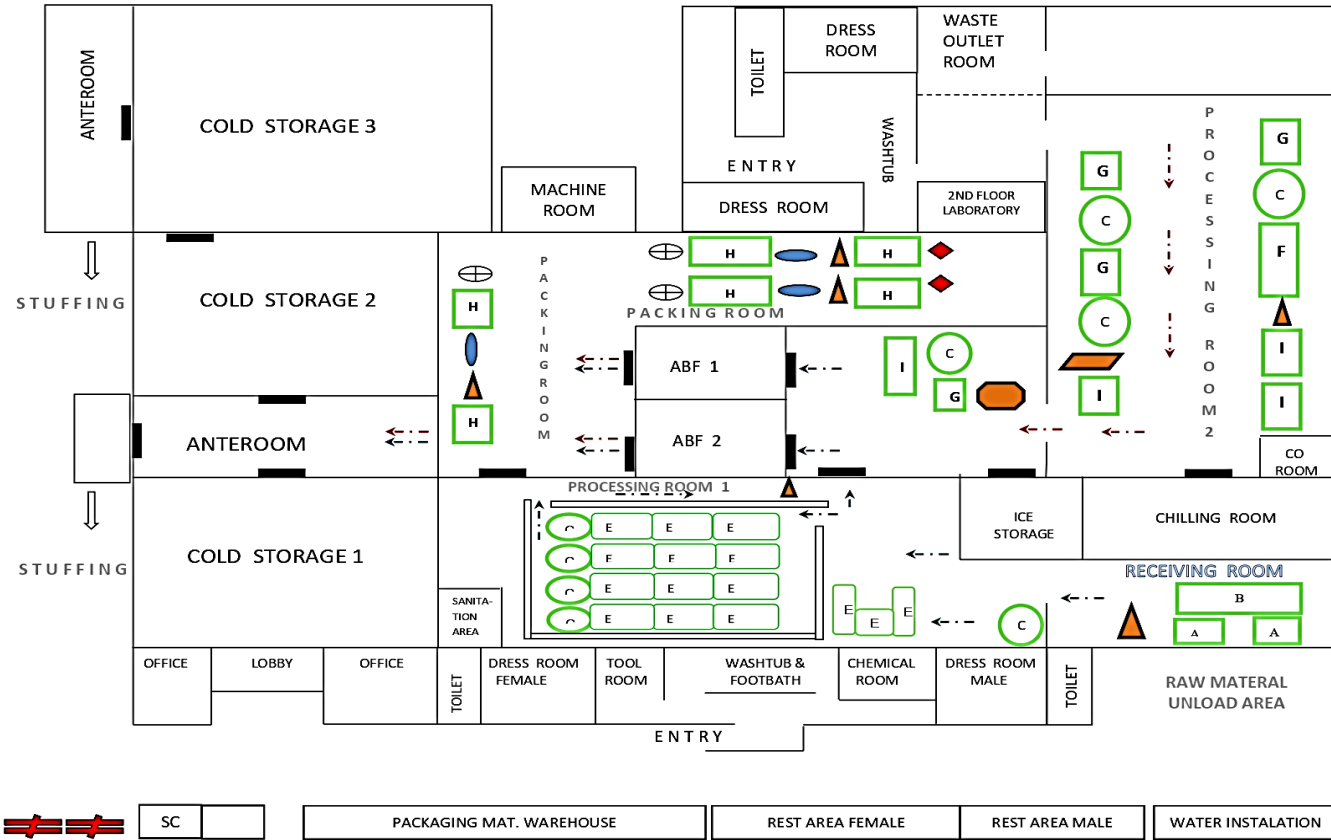 ANTEROOM
COLD STORAGE 3
TOILET
DRESS
ROOM
WASTE
OUTLET
ROOM
WASHTUB
ENTRY
MACHINE
ROOM
DRESS ROOM
2ND FLOOR
LABORATORY
PROCESSING ROOM 2
G
C
F
I
I
G
C
G
C
I
STUFFING
COLD STORAGE 2
PACKINGROOM
H
H
H
H
H
H
PACKING ROOM
ABF 1
ABF 2
I
C
G
ANTEROOM
CO
ROOM
STUFFING
COLD STORAGE 1
PROCESSING ROOM 1
E E E
E E E
E E E
E E E
E E E
C
ICE
STORAGE
CHILLING ROOM
RECEIVING ROOM
B
A A
SANITA-
TION
AREA
OFFICE
LOBBY
OFFICE
TOILET
DRESS ROOM
FEMALE
TOOL
ROOM
WASHTUB &
FOOTBATH
CHEMICAL
ROOM
DRESS ROOM
MALE
TOILET
RAW MATERAL
UNLOAD AREA
ENTRY
SC
PACKAGING MAT. WAREHOUSE
REST AREA FEMALE
REST AREA MALE
WATER INSTALATION